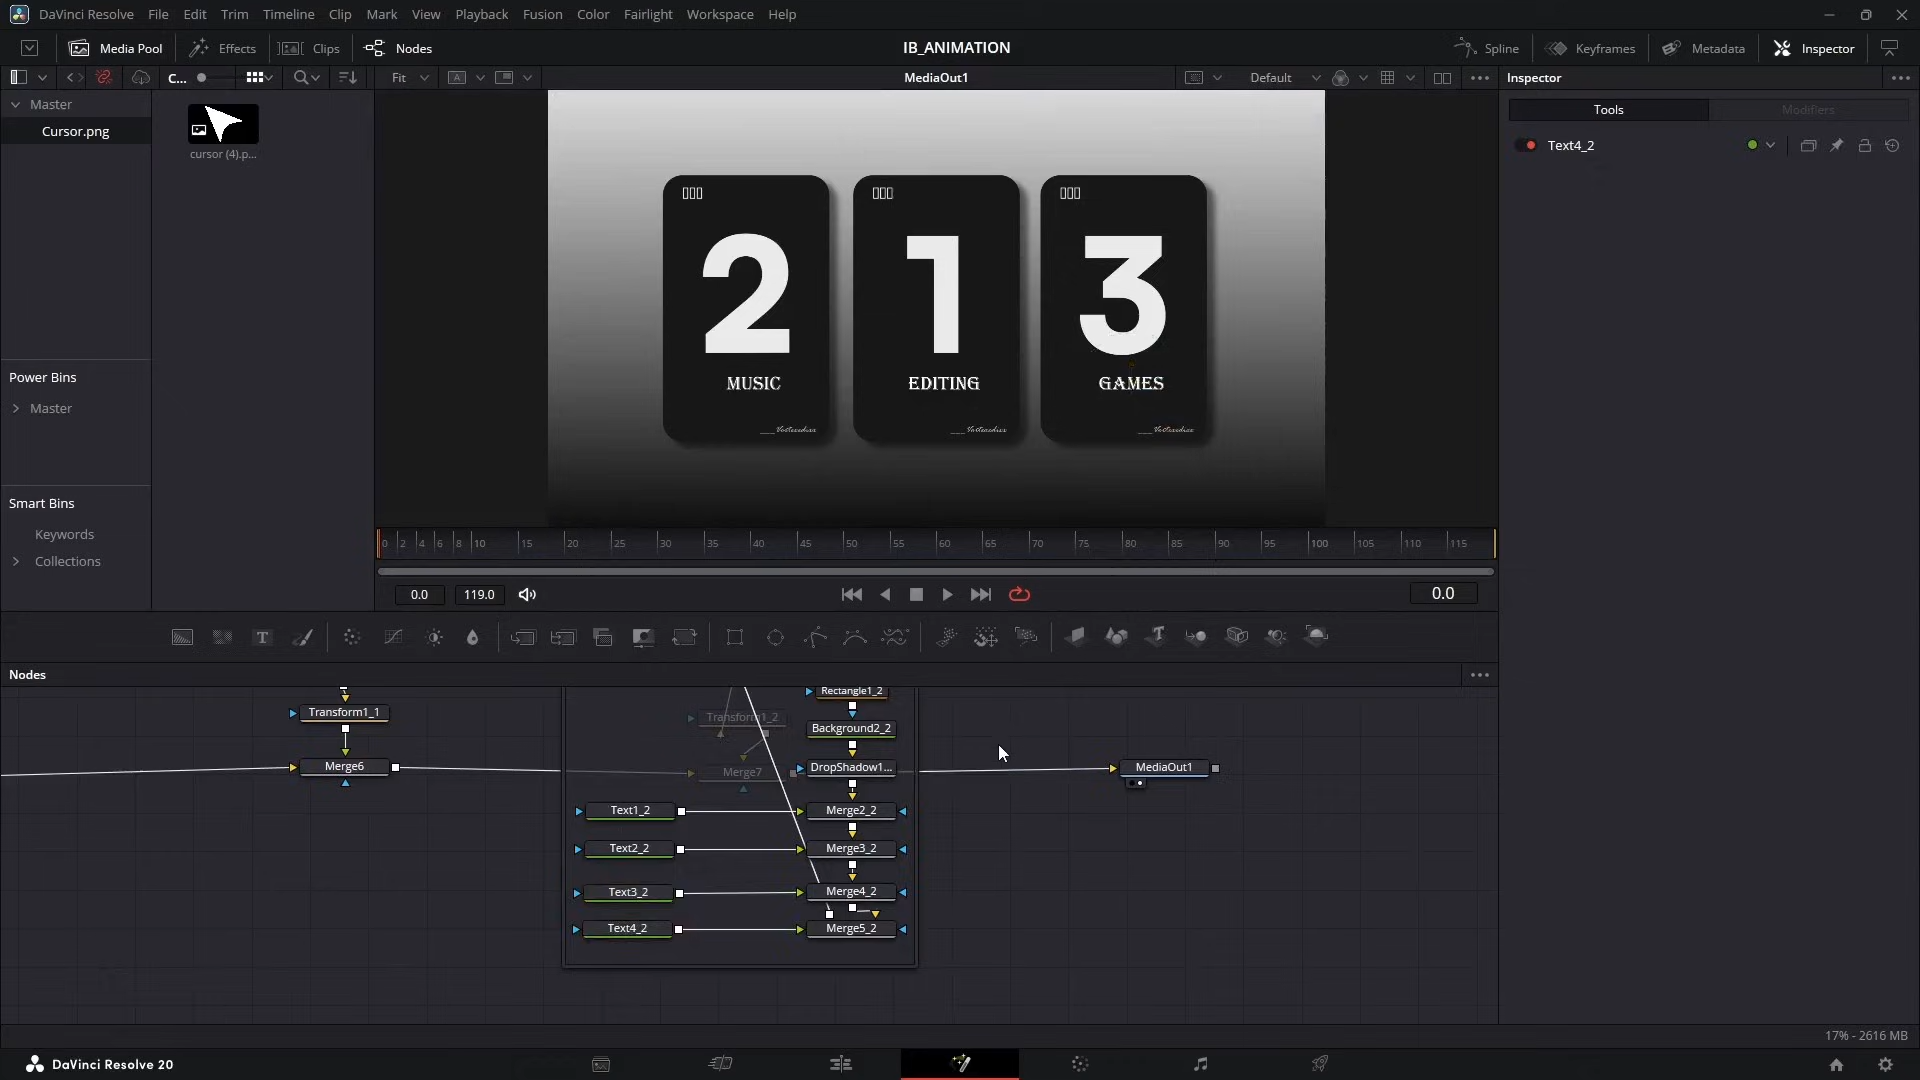 DaVinci Resolve File Edit Trim Timeline Clip Mark View Playback Fusion Color Fairlight Workspace Help
Media Pool Effects Clips Nodes IB_ANIMATION Spline Keyframes Metadata Inspector
C... Fit A MediaOut1 Default Inspector
Master
Cursor.png
cursor (4).p...
Tools Modifiers
Text4_2
2 1 3
MUSIC EDITING GAMES
Power Bins
Master
Smart Bins
Keywords
Collections
0 2 4 6 8 10 15 20 25 30 35 40 45 50 55 60 65 70 75 80 85 90 95 100 105 110 115
0.0 119.0 0.0
Nodes
Rectangle1_2
Transform1_1 Transform1_2
Background2_2
Merge6 Merge7 DropShadow1... MediaOut1
Text1_2 Merge2_2
Text2_2 Merge3_2
Text3_2 Merge4_2
Text4_2 Merge5_2
17% - 2616 MB
DaVinci Resolve 20